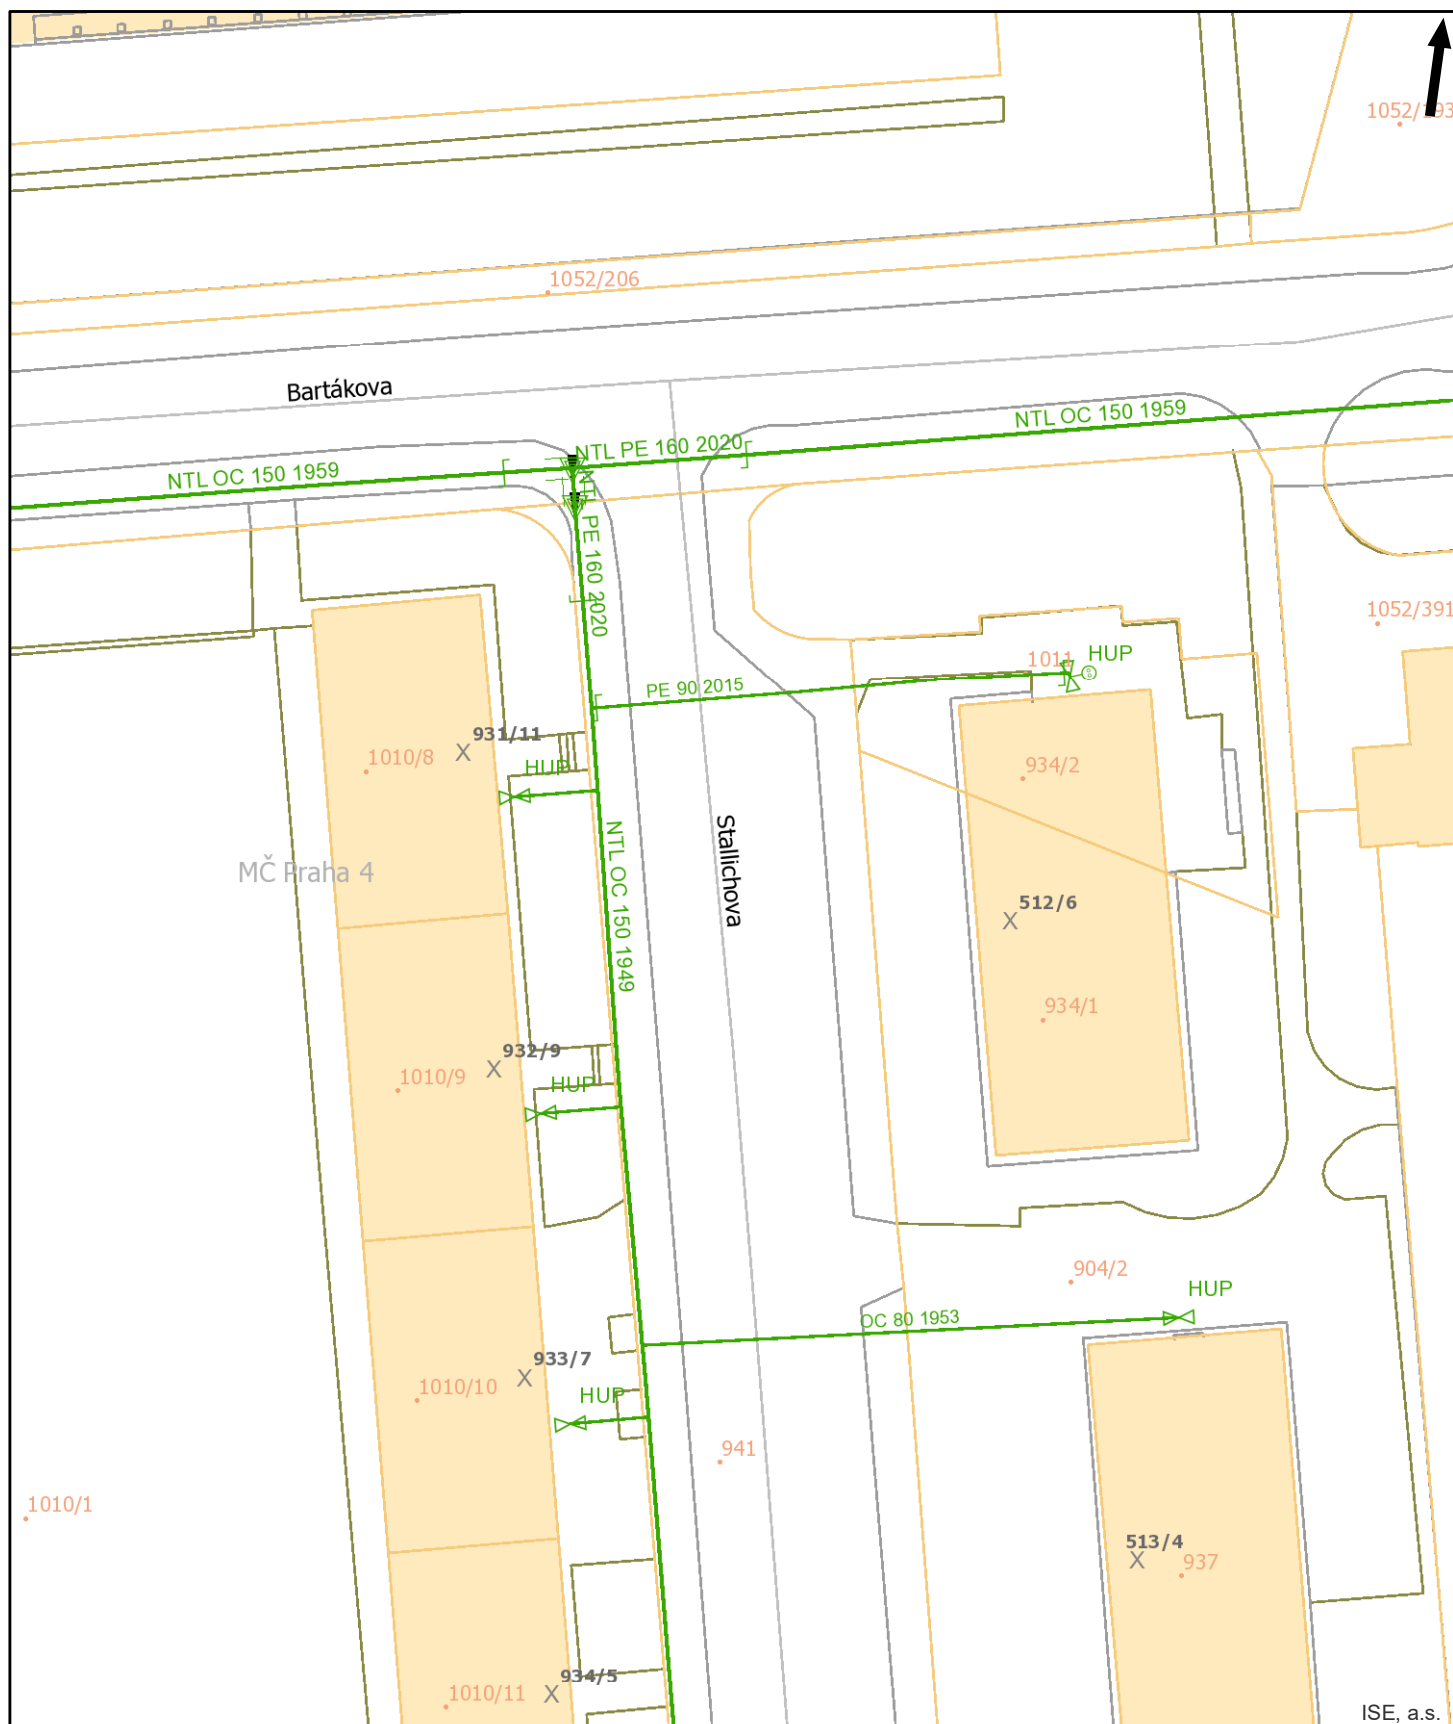 1052/193
1052/206
Bartákova
NTL OC 150 1959
NTL PE 160 2020
NTL OC 150 1959
NTL PE 160 2020
1052/391
1011
HUP
PE 90 2015
931/11
1010/8
HUP
934/2
Stallichova
MČ Praha 4
NTL OC 150 1949
512/6
934/1
932/9
1010/9
HUP
904/2
HUP
OC 80 1953
933/7
1010/10
HUP
941
1010/1
513/4
937
934/5
1010/11
ISE, a.s.